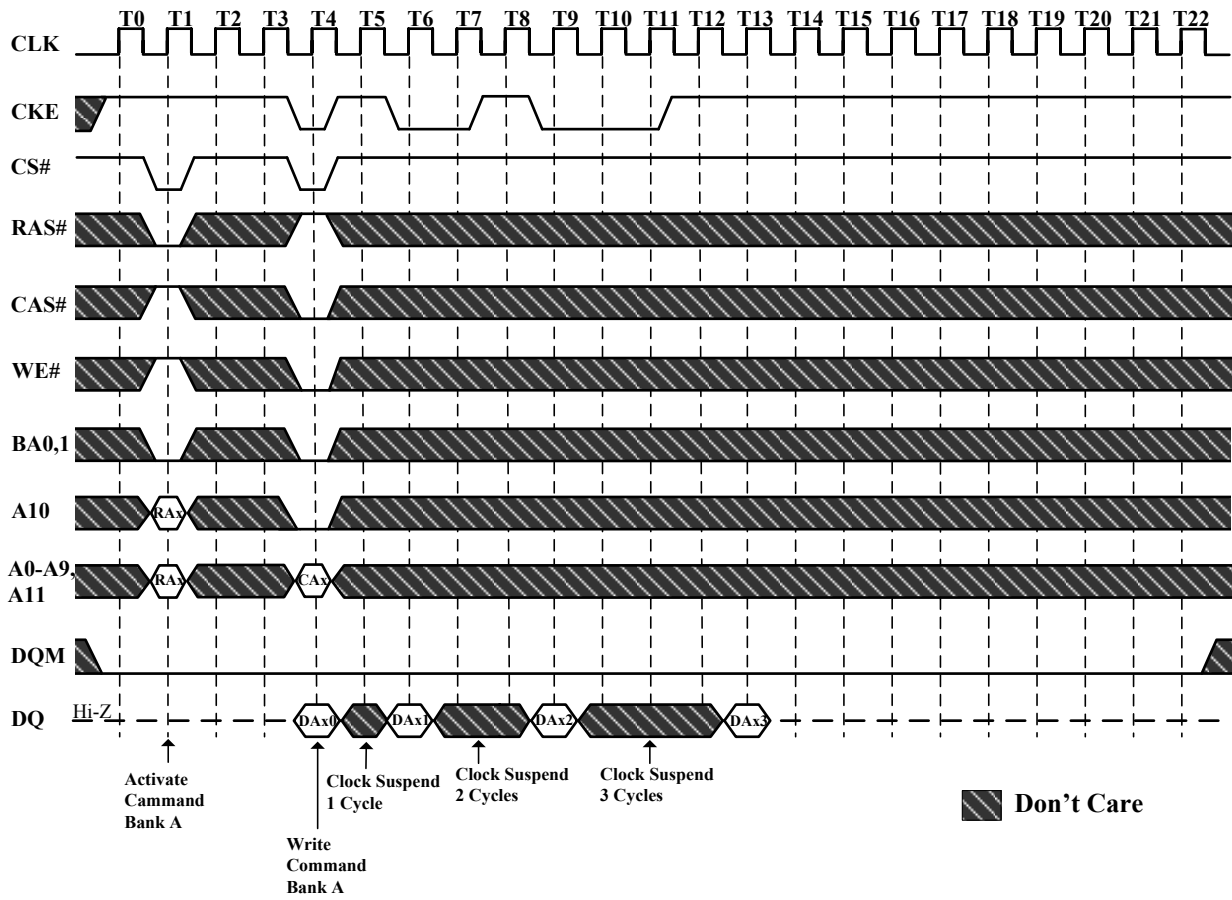 T0 T1 T2 T3 T4 T5 T6 T7 T8 T9 T10 T11 T12 T13 T14 T15 T16 T17 T18 T19 T20 T21 T22
CLK
CKE
CS#
RAS#
CAS#
WE#
BA0,1
A10 RAx
A0-A9,
A11 RAx CAx
DQM
DQ Hi-Z DAx0 DAx1 DAx2 DAx3
Activate
Cammand
Bank A
Write
Command
Bank A
Clock Suspend
1 Cycle
Clock Suspend
2 Cycles
Clock Suspend
3 Cycles
Don't Care